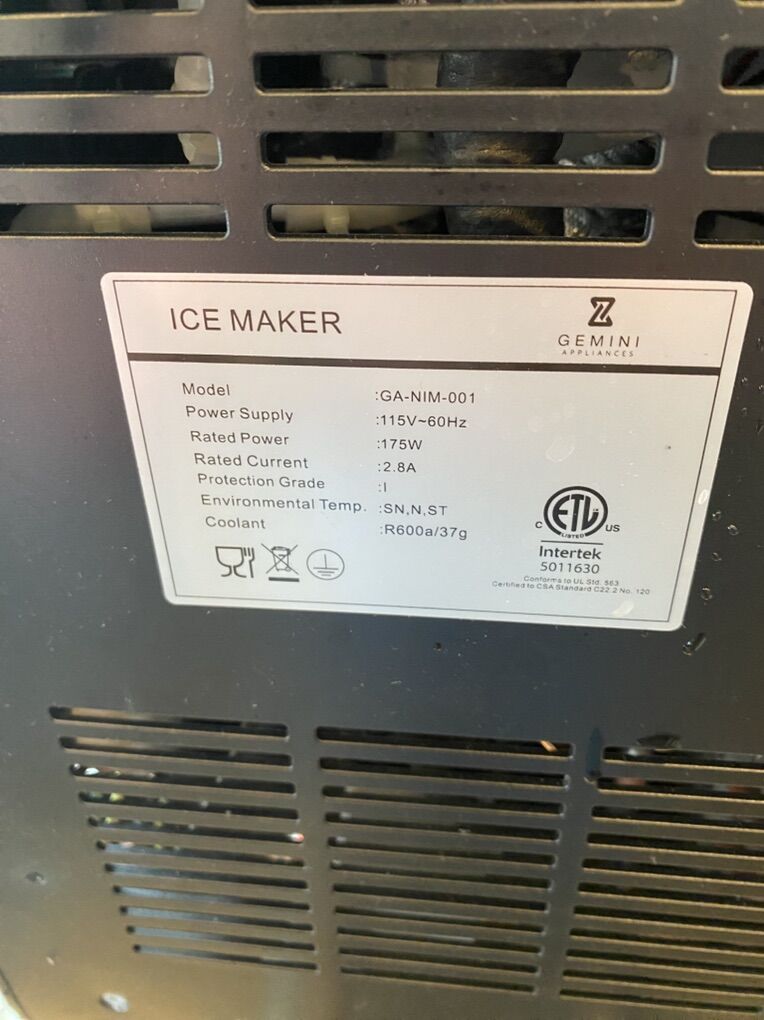 ICE MAKER
GEMINI
APPLIANCES
Model :GA-NIM-001
Power Supply :115V~60Hz
Rated Power :175W
Rated Current :2.8A
Protection Grade :I
Environmental Temp. :SN,N,ST
Coolant :R600a/37g
C ETL US
LISTED
Intertek
5011630
Conforms to UL Std. 563
Certified to CSA Standard C22.2 No. 120